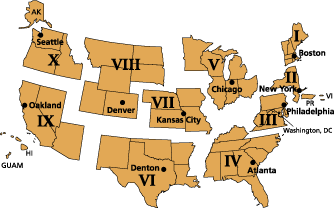 AK
Seattle
X
VIII
V
I
Boston
II
New York
Chicago
PR
VI
Philadelphia
III
Washington, DC
Oakland
IX
Denver
VII
Kansas City
HI
GUAM
Denton
VI
IV
Atlanta